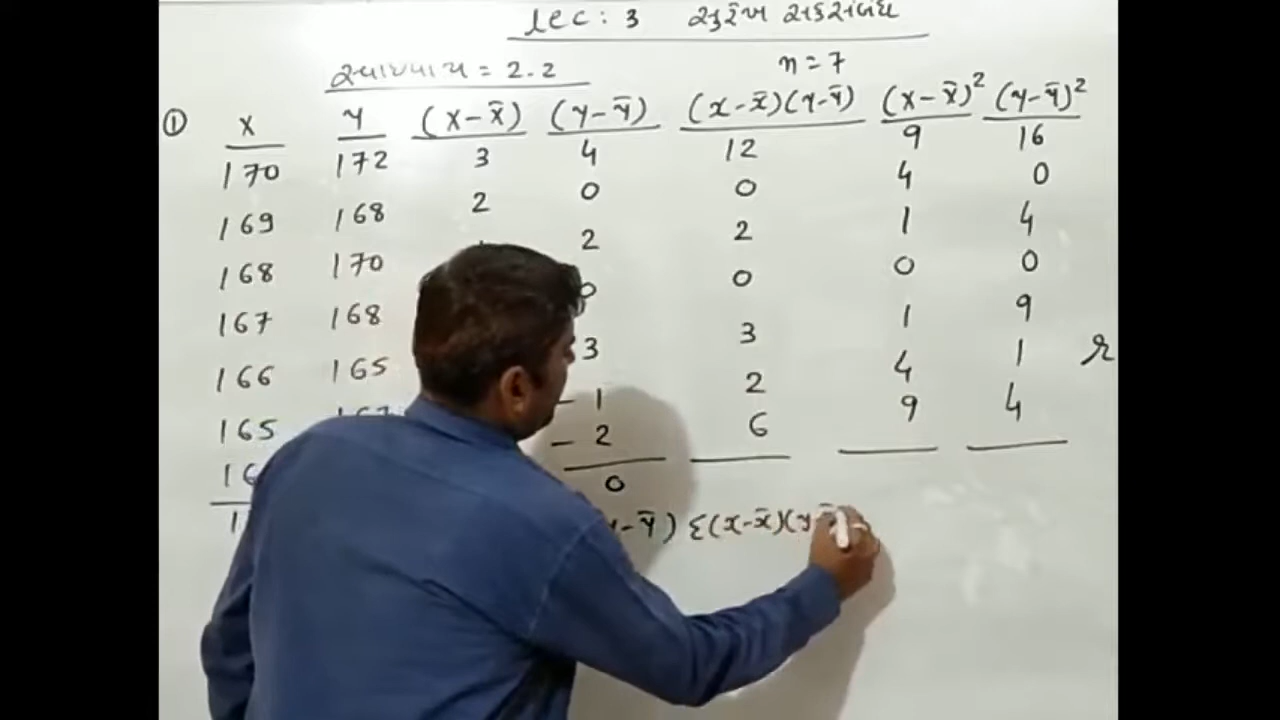 Lec : 3 સુરેખ સહસંબંધ
સ્વાધ્યાય = 2.2 n = 7
① x y (x-x̄) (y-ȳ) (x-x̄)(y-ȳ) (x-x̄)² (y-ȳ)²
170 172 3 4 12 9 16
169 168 2 0 0 4 0
168 170 2 2 1 4
167 168 0 0 0 0
166 165 3 3 1 9
165 - 1 2 4 1 r
- 2 6 9 4
0
-ȳ) Σ(x-x̄)(y-